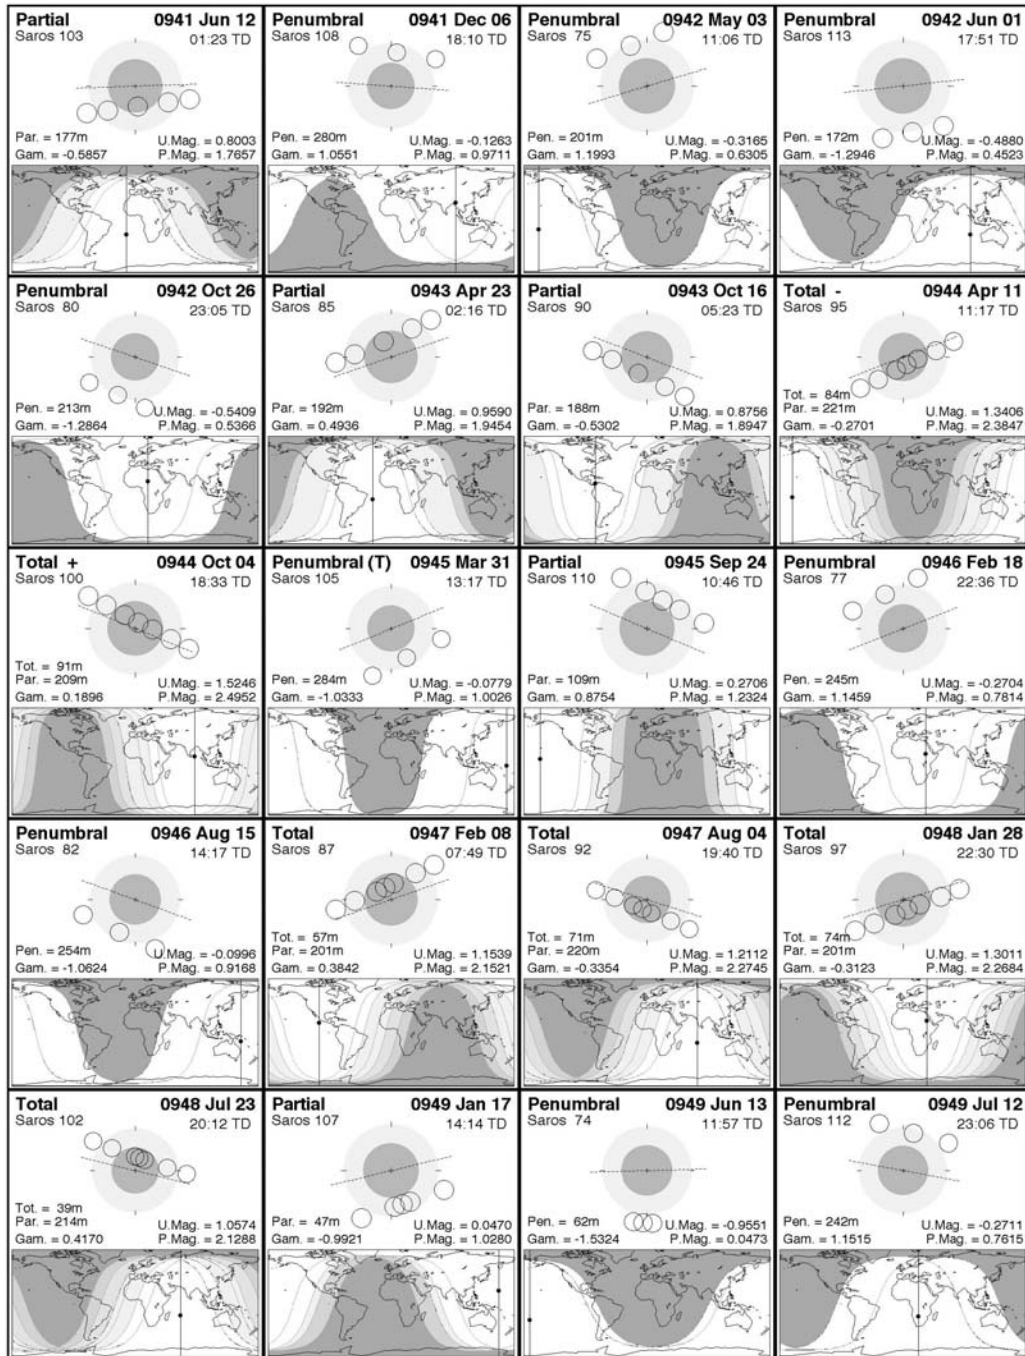 Partial 0941 Jun 12
Saros 103 01:23 TD
Par. = 177m U.Mag. = 0.8003
Gam. = -0.5857 P.Mag. = 1.7657
Penumbral 0941 Dec 06
Saros 108 18:10 TD
Pen. = 280m U.Mag. = -0.1263
Gam. = 1.0551 P.Mag. = 0.9711
Penumbral 0942 May 03
Saros 75 11:06 TD
Pen. = 201m U.Mag. = -0.3165
Gam. = 1.1993 P.Mag. = 0.6305
Penumbral 0942 Jun 01
Saros 113 17:51 TD
Pen. = 172m U.Mag. = -0.4880
Gam. = -1.2946 P.Mag. = 0.4523
Penumbral 0942 Oct 26
Saros 80 23:05 TD
Pen. = 213m U.Mag. = -0.5409
Gam. = -1.2864 P.Mag. = 0.5366
Partial 0943 Apr 23
Saros 85 02:16 TD
Par. = 192m U.Mag. = 0.9590
Gam. = 0.4936 P.Mag. = 1.9454
Partial 0943 Oct 16
Saros 90 05:23 TD
Par. = 188m U.Mag. = 0.8756
Gam. = -0.5302 P.Mag. = 1.8947
Total - 0944 Apr 11
Saros 95 11:17 TD
Tot. = 84m
Par. = 221m U.Mag. = 1.3406
Gam. = -0.2701 P.Mag. = 2.3847
Total + 0944 Oct 04
Saros 100 18:33 TD
Tot. = 91m
Par. = 209m U.Mag. = 1.5246
Gam. = 0.1896 P.Mag. = 2.4952
Penumbral (T) 0945 Mar 31
Saros 105 13:17 TD
Pen. = 284m U.Mag. = -0.0779
Gam. = -1.0333 P.Mag. = 1.0026
Partial 0945 Sep 24
Saros 110 10:46 TD
Par. = 109m U.Mag. = 0.2706
Gam. = 0.8754 P.Mag. = 1.2324
Penumbral 0946 Feb 18
Saros 77 22:36 TD
Pen. = 245m U.Mag. = -0.2704
Gam. = 1.1459 P.Mag. = 0.7814
Penumbral 0946 Aug 15
Saros 82 14:17 TD
Pen. = 254m U.Mag. = -0.0996
Gam. = -1.0624 P.Mag. = 0.9168
Total 0947 Feb 08
Saros 87 07:49 TD
Tot. = 57m
Par. = 201m U.Mag. = 1.1539
Gam. = 0.3842 P.Mag. = 2.1521
Total 0947 Aug 04
Saros 92 19:40 TD
Tot. = 71m
Par. = 220m U.Mag. = 1.2112
Gam. = -0.3354 P.Mag. = 2.2745
Total 0948 Jan 28
Saros 97 22:30 TD
Tot. = 74m
Par. = 201m U.Mag. = 1.3011
Gam. = -0.3123 P.Mag. = 2.2684
Total 0948 Jul 23
Saros 102 20:12 TD
Tot. = 39m
Par. = 214m U.Mag. = 1.0574
Gam. = 0.4170 P.Mag. = 2.1288
Partial 0949 Jan 17
Saros 107 14:14 TD
Par. = 47m U.Mag. = 0.0470
Gam. = -0.9921 P.Mag. = 1.0280
Penumbral 0949 Jun 13
Saros 74 11:57 TD
Pen. = 62m U.Mag. = -0.9551
Gam. = -1.5324 P.Mag. = 0.0473
Penumbral 0949 Jul 12
Saros 112 23:06 TD
Pen. = 242m U.Mag. = -0.2711
Gam. = 1.1515 P.Mag. = 0.7615